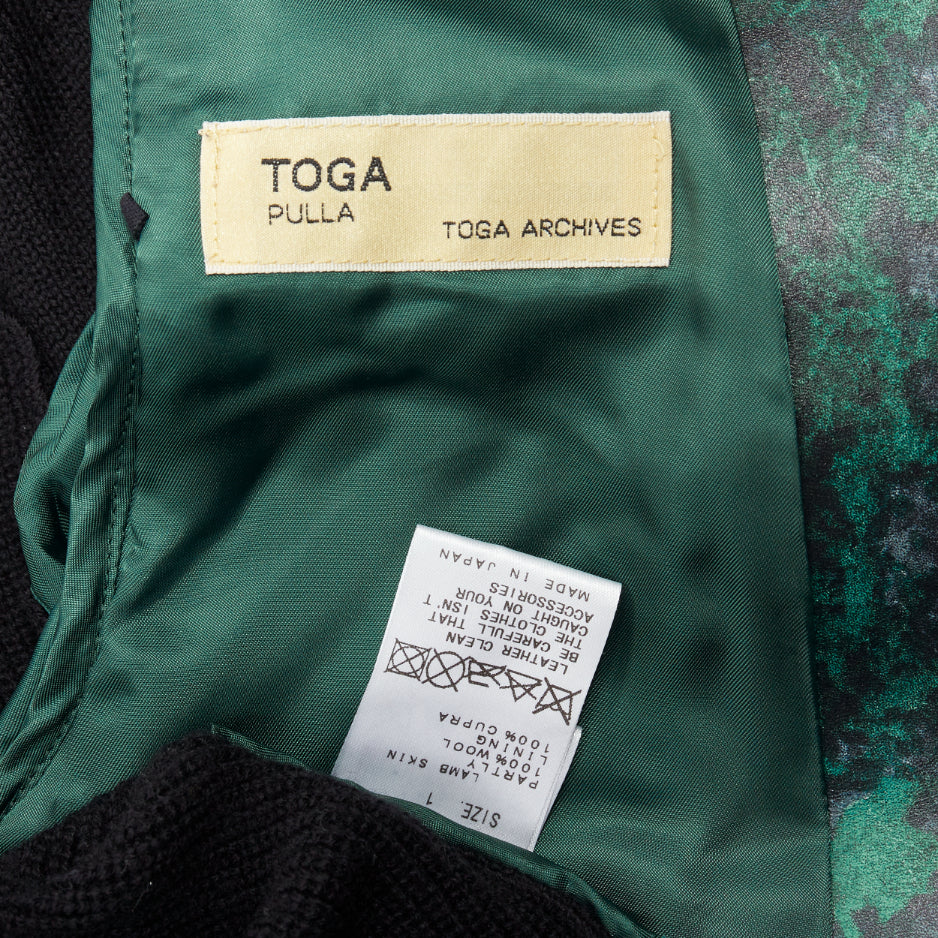 TOGA
PULLA
TOGA ARCHIVES
SIZE. 1
LAMB SKIN
PARTLY
100% WOOL
LINING
100% CUPRA
LEATHER CLEAN
BE CAREFULL THAT
THE CLOTHES ISN'T
CAUGHT ON YOUR
ACCESSORIES
MADE IN JAPAN